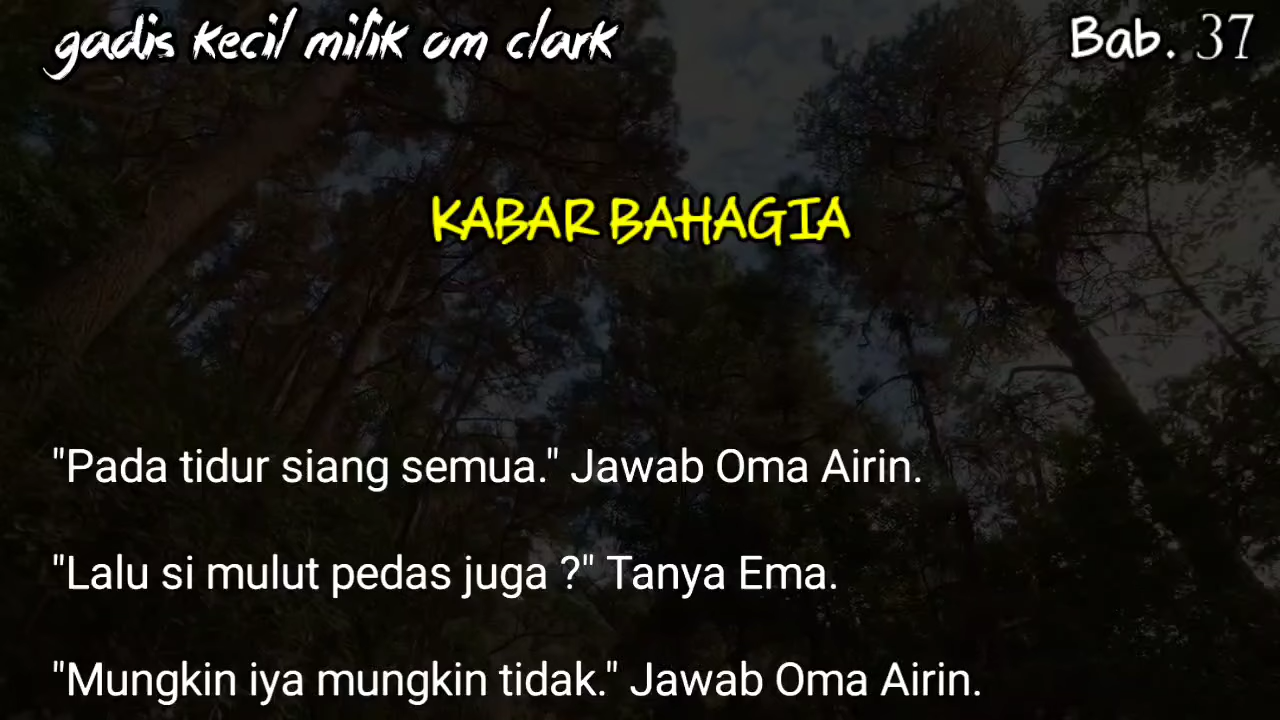 gadis kecil milik om clark
Bab. 37
KABAR BAHAGIA
"Pada tidur siang semua." Jawab Oma Airin.
"Lalu si mulut pedas juga ?" Tanya Ema.
"Mungkin iya mungkin tidak." Jawab Oma Airin.